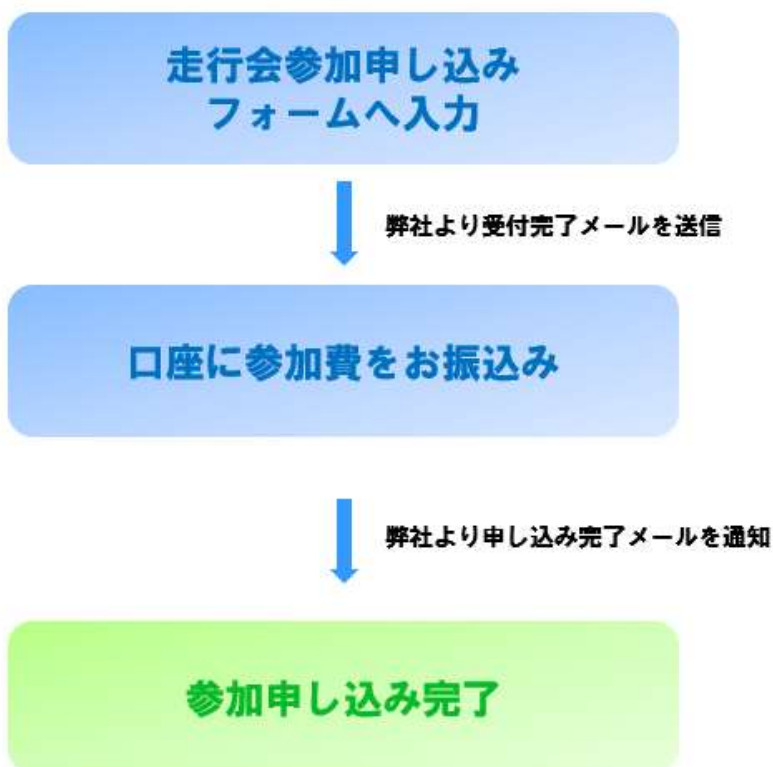 走行会参加申し込み
フォームへ入力
弊社より受付完了メールを送信
口座に参加費をお振込み
弊社より申し込み完了メールを通知
参加申し込み完了